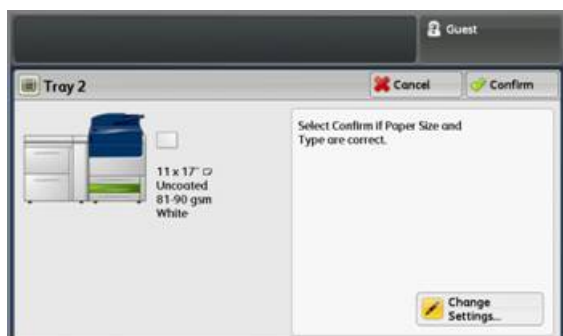 Guest
Tray 2
Cancel
Confirm
11 x 17"
Uncoated
81-90 gsm
White
Select Confirm if Paper Size and
Type are correct.
Change
Settings...